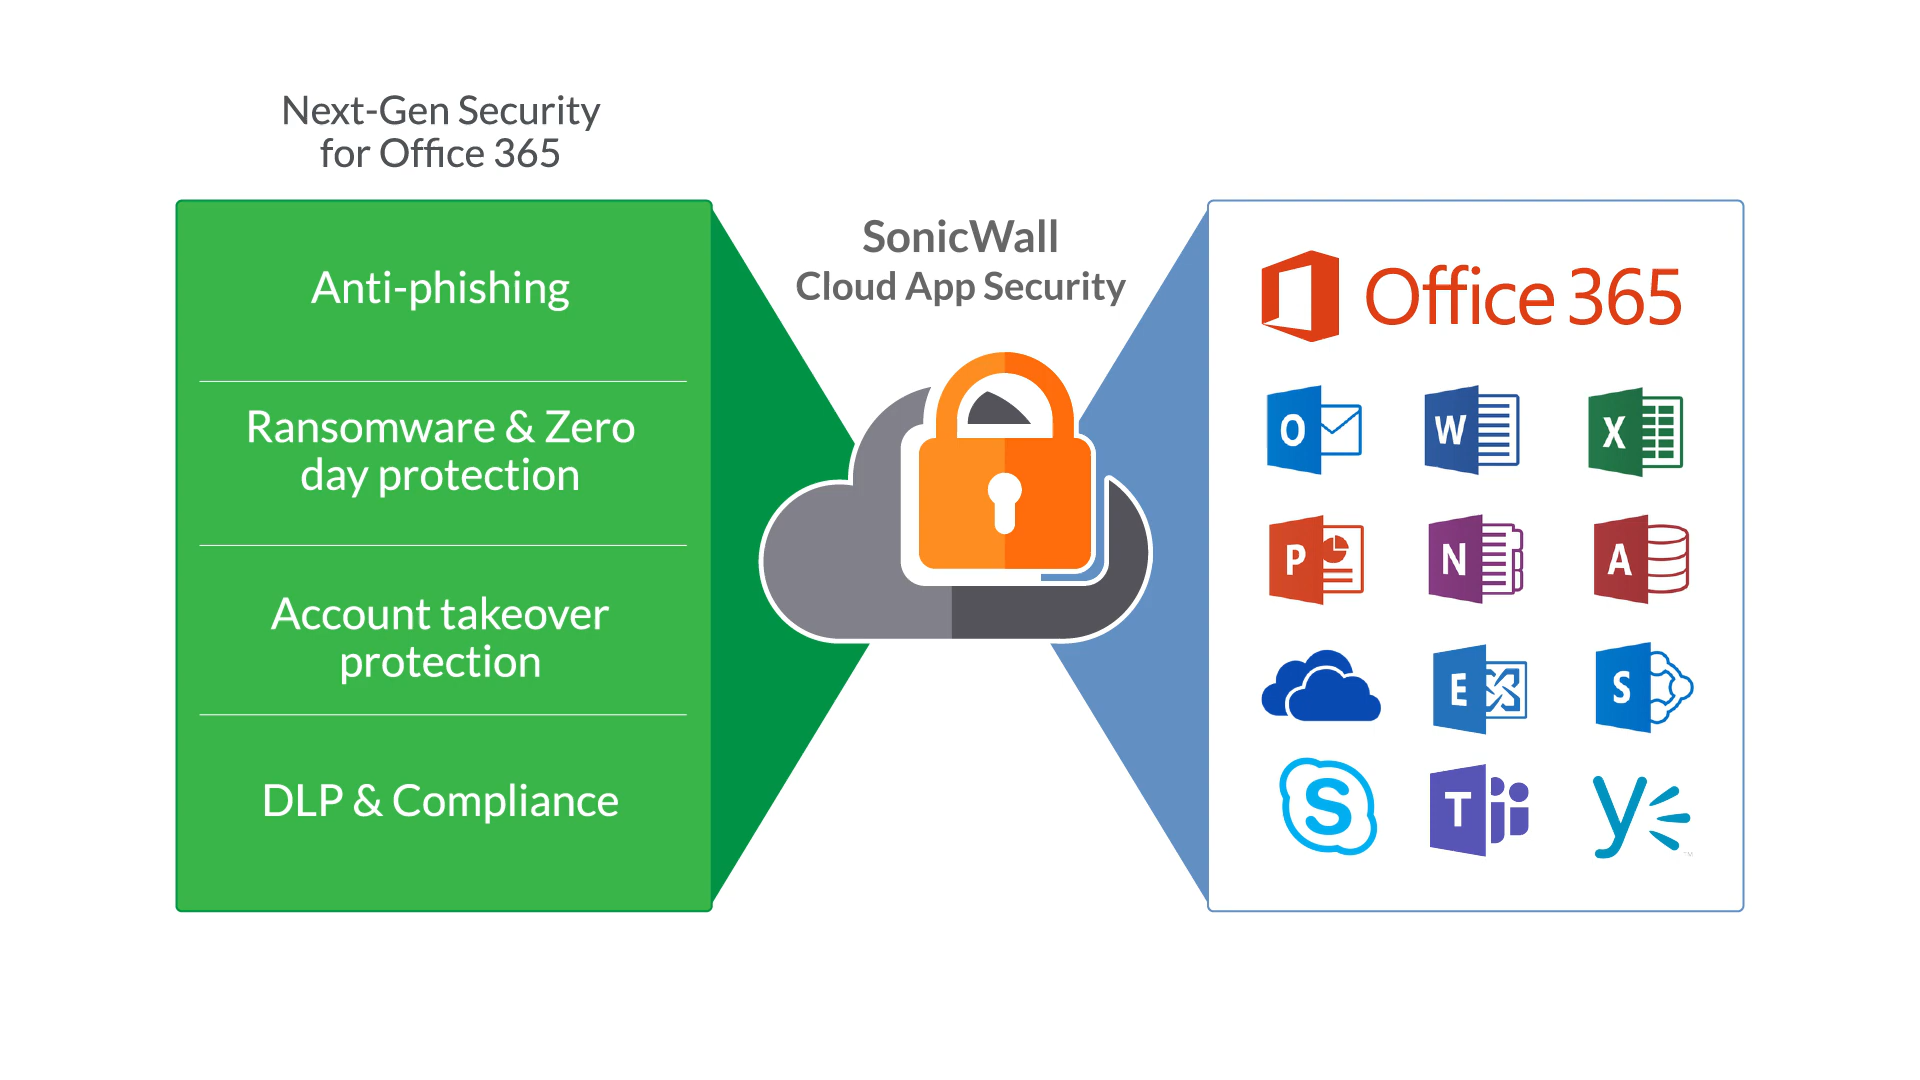 Next-Gen Security
for Office 365
Anti-phishing
Ransomware & Zero
day protection
Account takeover
protection
DLP & Compliance
SonicWall
Cloud App Security
Office 365
O
W
X
P
N
A
E
S
S
T
y
TM